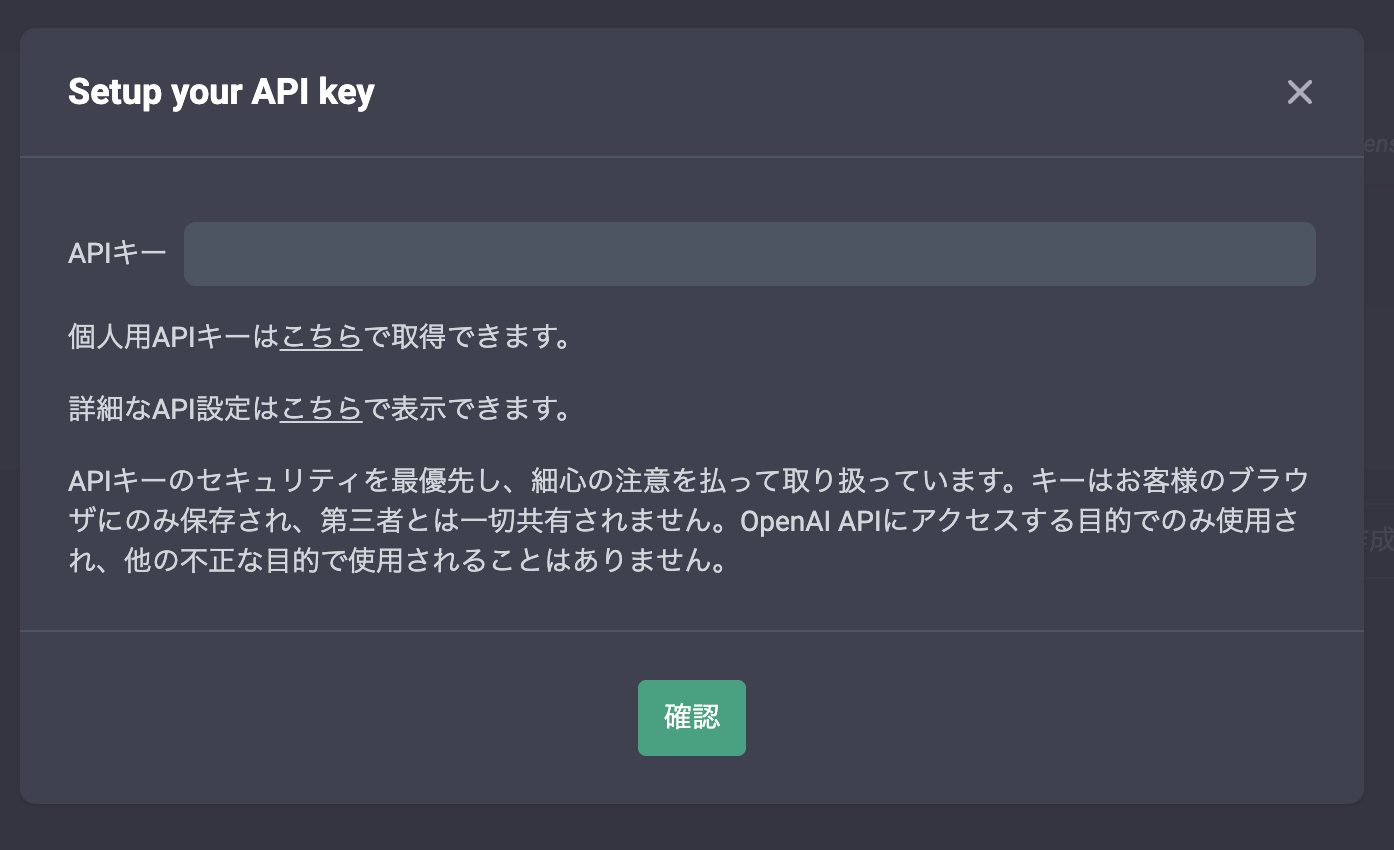 Setup your API key
ens
APIキー
個人用APIキーはこちらで取得できます。
詳細なAPI設定はこちらで表示できます。
APIキーのセキュリティを最優先し、細心の注意を払って取り扱っています。キーはお客様のブラウ
ザにのみ保存され、第三者とは一切共有されません。OpenAI APIにアクセスする目的でのみ使用さ
れ、他の不正な目的で使用されることはありません。
成
確認